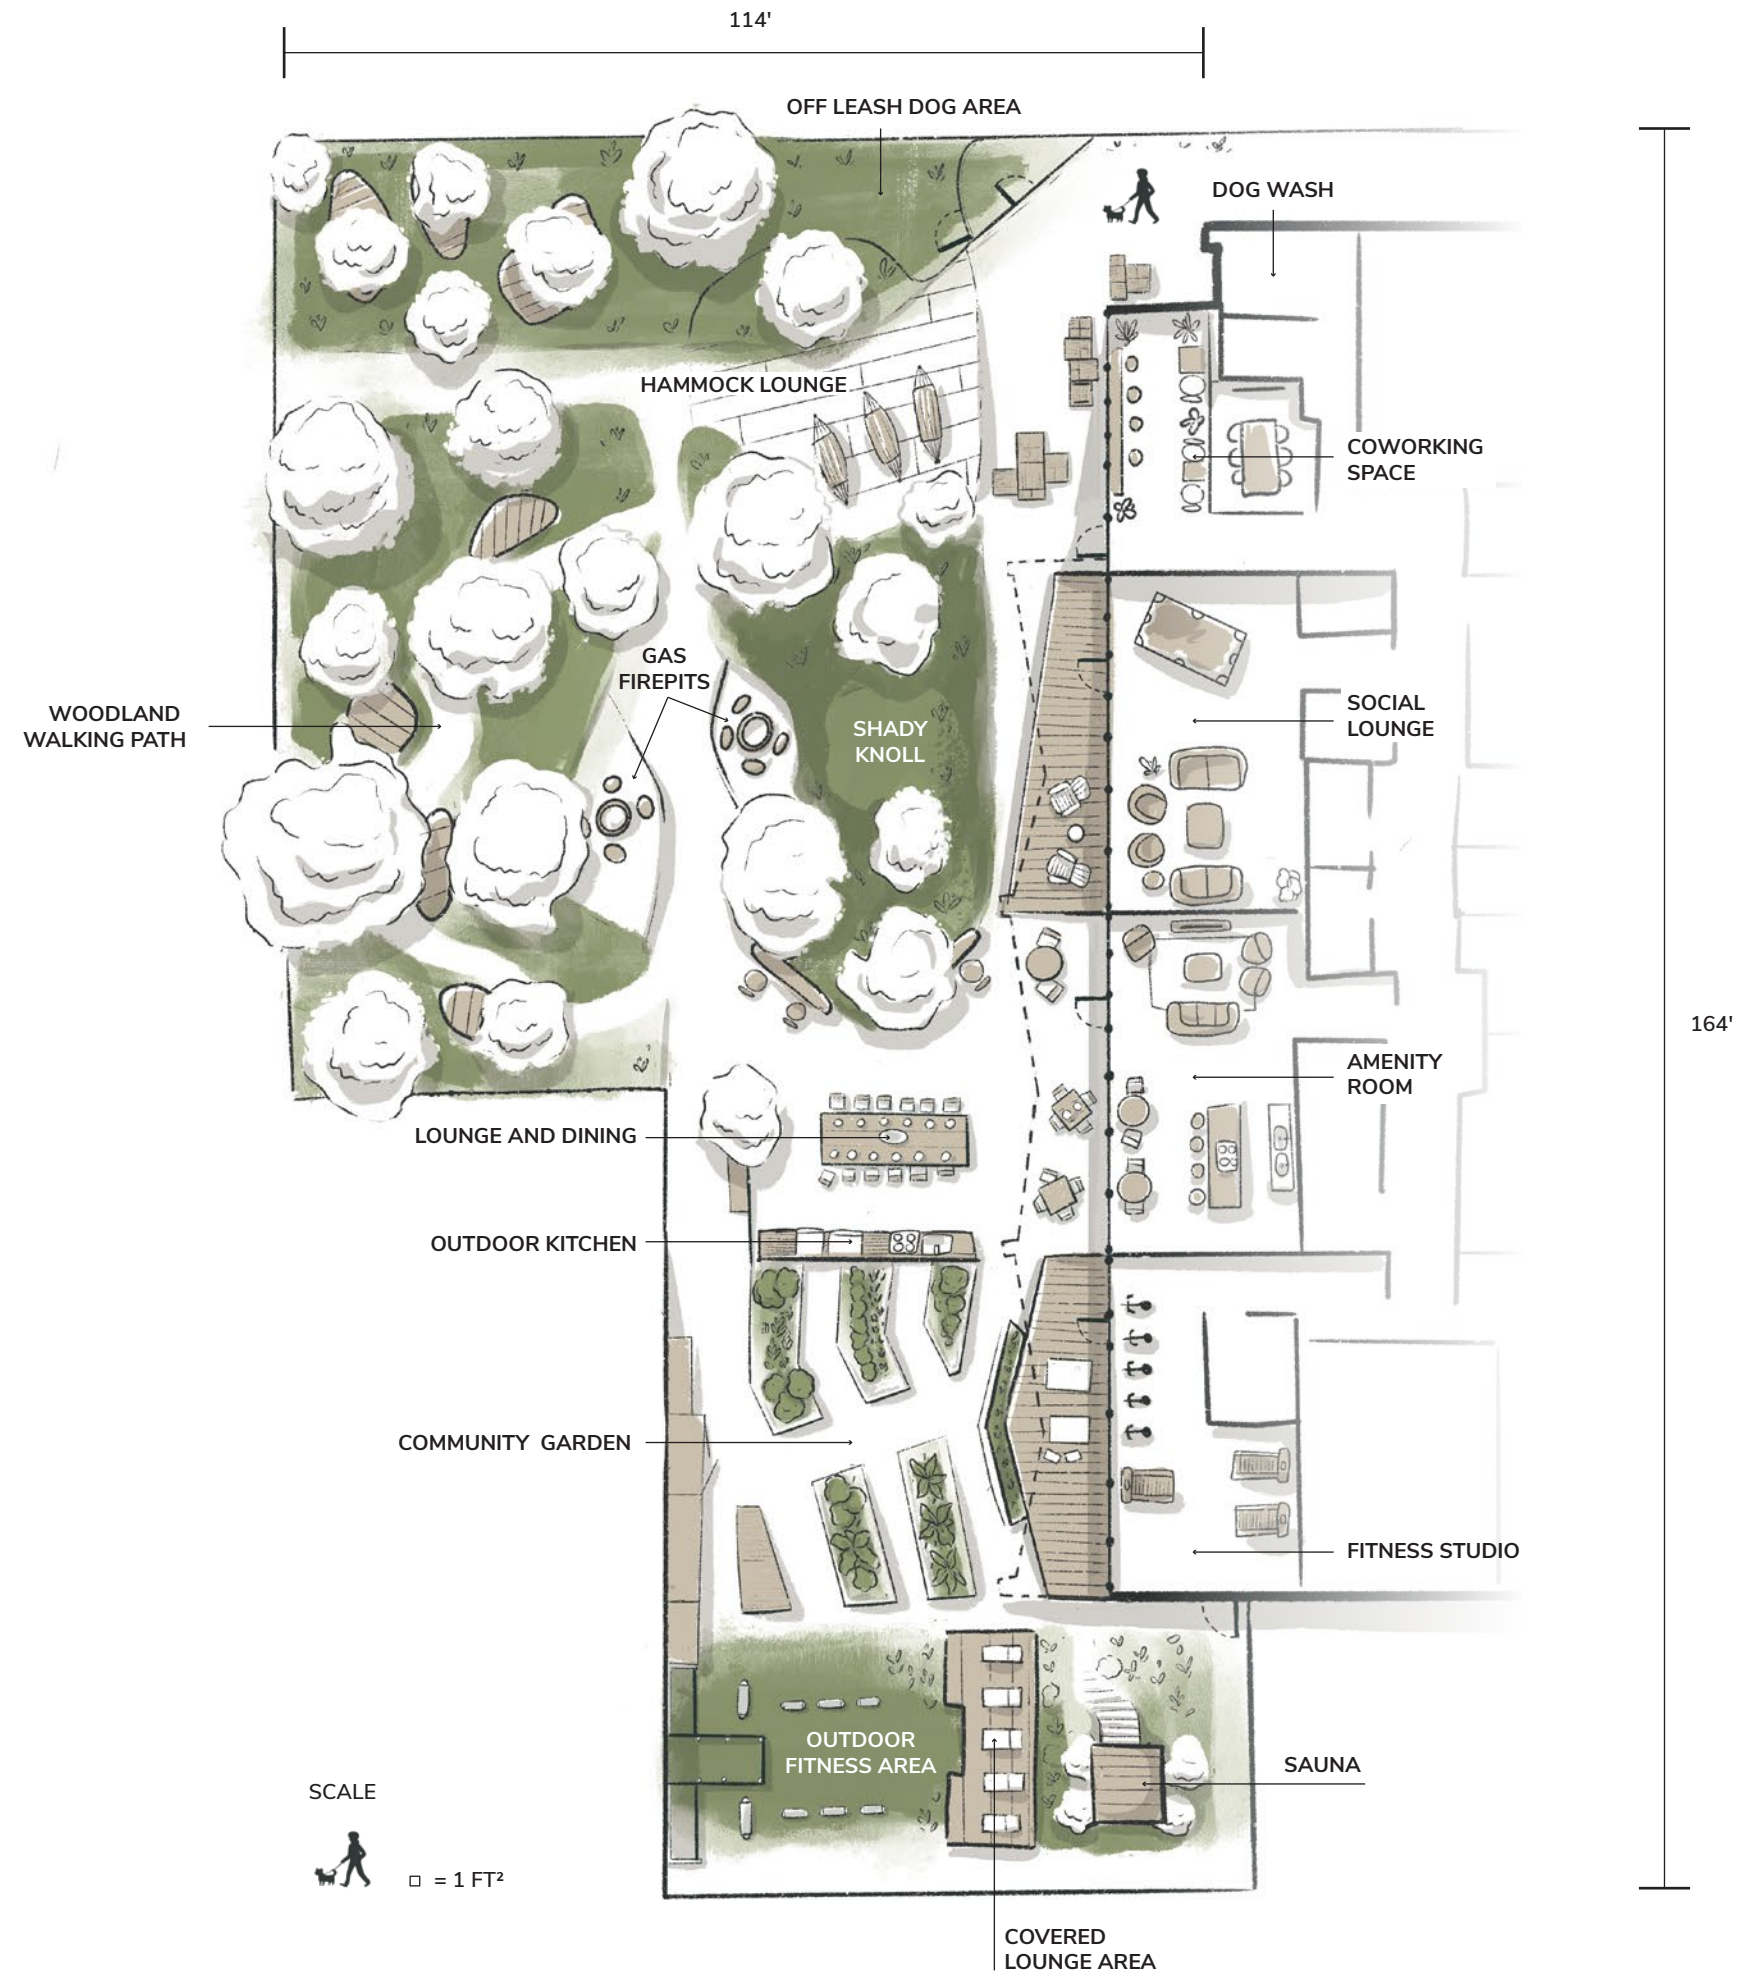 114'
OFF LEASH DOG AREA
DOG WASH
HAMMOCK LOUNGE
COWORKING
SPACE
GAS
FIREPITS
WOODLAND
WALKING PATH
SHADY
KNOLL
SOCIAL
LOUNGE
164'
AMENITY
ROOM
LOUNGE AND DINING
OUTDOOR KITCHEN
COMMUNITY GARDEN
FITNESS STUDIO
OUTDOOR
FITNESS AREA
SAUNA
SCALE
= 1 FT²
COVERED
LOUNGE AREA